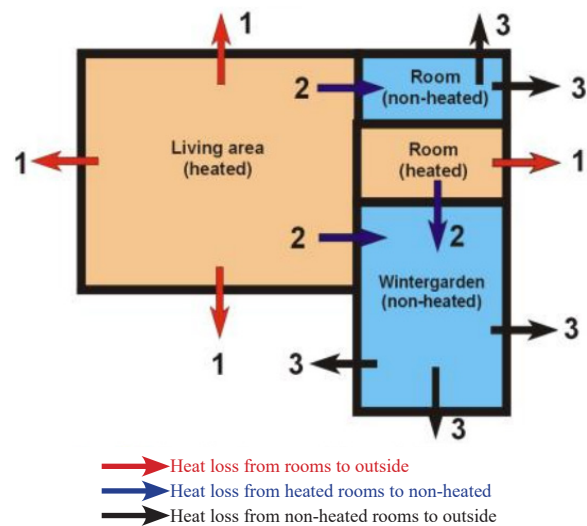 1
3
Room
(non-heated)
2
3
Living area
(heated)
Room
(heated)
1
1
2
2
Wintergarden
(non-heated)
3
3
1
3
Heat loss from rooms to outside
Heat loss from heated rooms to non-heated
Heat loss from non-heated rooms to outside